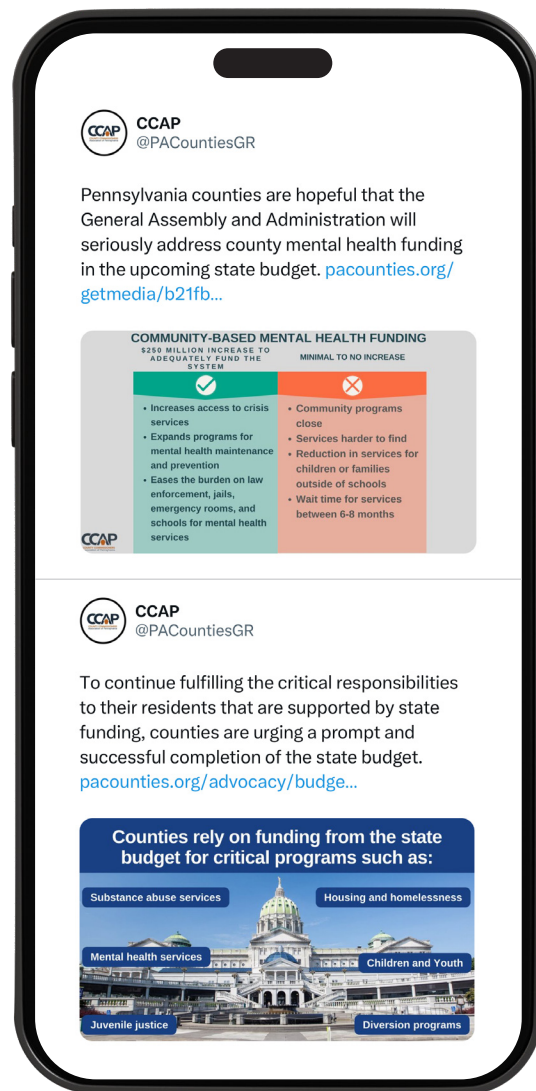 CCAP
CCAP
@PACountiesGR
Pennsylvania counties are hopeful that the
General Assembly and Administration will
seriously address county mental health funding
in the upcoming state budget. pacounties.org/
getmedia/b21fb...
COMMUNITY-BASED MENTAL HEALTH FUNDING
$250 MILLION INCREASE TO
ADEQUATELY FUND THE
SYSTEM
MINIMAL TO NO INCREASE
• Increases access to crisis
services
• Expands programs for
mental health maintenance
and prevention
• Eases the burden on law
enforcement, jails,
emergency rooms, and
schools for mental health
services
• Community programs
close
• Services harder to find
• Reduction in services for
children or families
outside of schools
• Wait time for services
between 6-8 months
CCAP
CCAP
CCAP
@PACountiesGR
To continue fulfilling the critical responsibilities
to their residents that are supported by state
funding, counties are urging a prompt and
successful completion of the state budget.
pacounties.org/advocacy/budge...
Counties rely on funding from the state
budget for critical programs such as:
Substance abuse services
Housing and homelessness
Mental health services
Children and Youth
Juvenile justice
Diversion programs